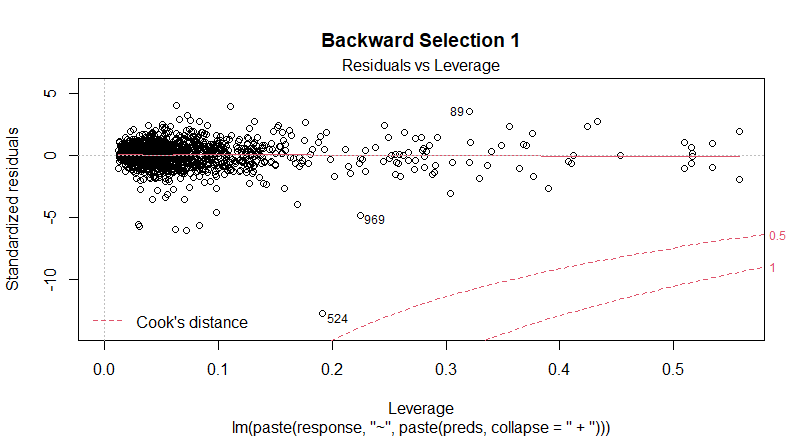 Backward Selection 1
Residuals vs Leverage
Standardized residuals
5
0
-5
-10
89
969
524
0.5
1
Cook's distance
0.0 0.1 0.2 0.3 0.4 0.5
Leverage
lm(paste(response, "~", paste(preds, collapse = " + ")))